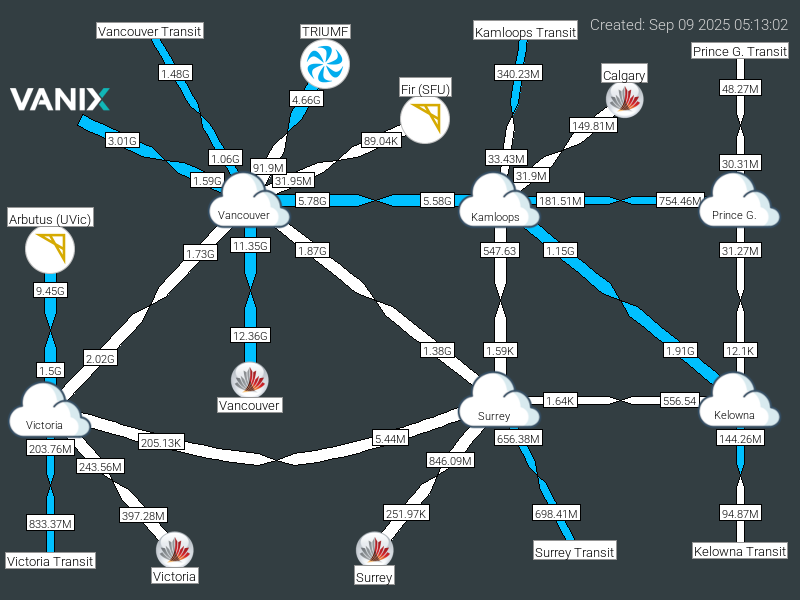 Created: Sep 09 2025 05:13:02
Vancouver Transit
TRIUMF
Kamloops Transit
Prince G. Transit
1.48G
340.23M
Calgary
Fir (SFU)
48.27M
VANIX
4.66G
149.81M
3.01G
89.04K
1.06G
33.43M
30.31M
91.9M
31.9M
1.59G
31.95M
5.78G
5.58G
181.51M
754.46M
Vancouver
Kamloops
Prince G.
Arbutus (UVic)
11.35G
1.73G
1.87G
547.63
1.15G
31.27M
9.45G
12.36G
2.02G
1.38G
1.59K
1.91G
12.1K
1.5G
Vancouver
1.64K
556.54
Victoria
Surrey
Kelowna
205.13K
5.44M
656.38M
144.26M
203.76M
243.56M
846.09M
397.28M
251.97K
698.41M
94.87M
833.37M
Victoria Transit
Victoria
Surrey
Surrey Transit
Kelowna Transit